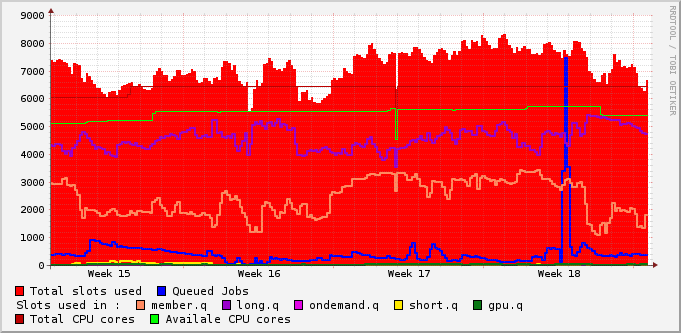 9000
8000
7000
6000
5000
4000
3000
2000
1000
0
Week 15 Week 16 Week 17 Week 18
RRDTOOL / TOBI OETIKER
Total slots used Queued Jobs
Slots used in : member.q long.q ondemand.q short.q gpu.q
Total CPU cores Availale CPU cores